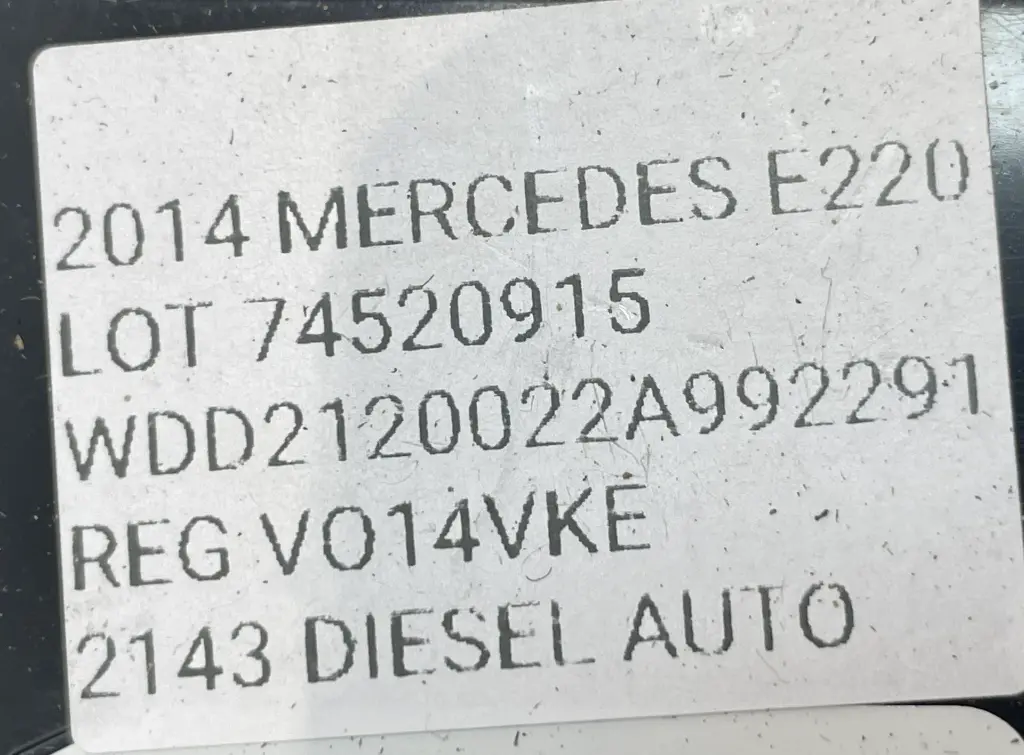 2014 MERCEDES E220
LOT 74520915
WDD2120022A992291
REG VO14VKE
2143 DIESEL AUTO